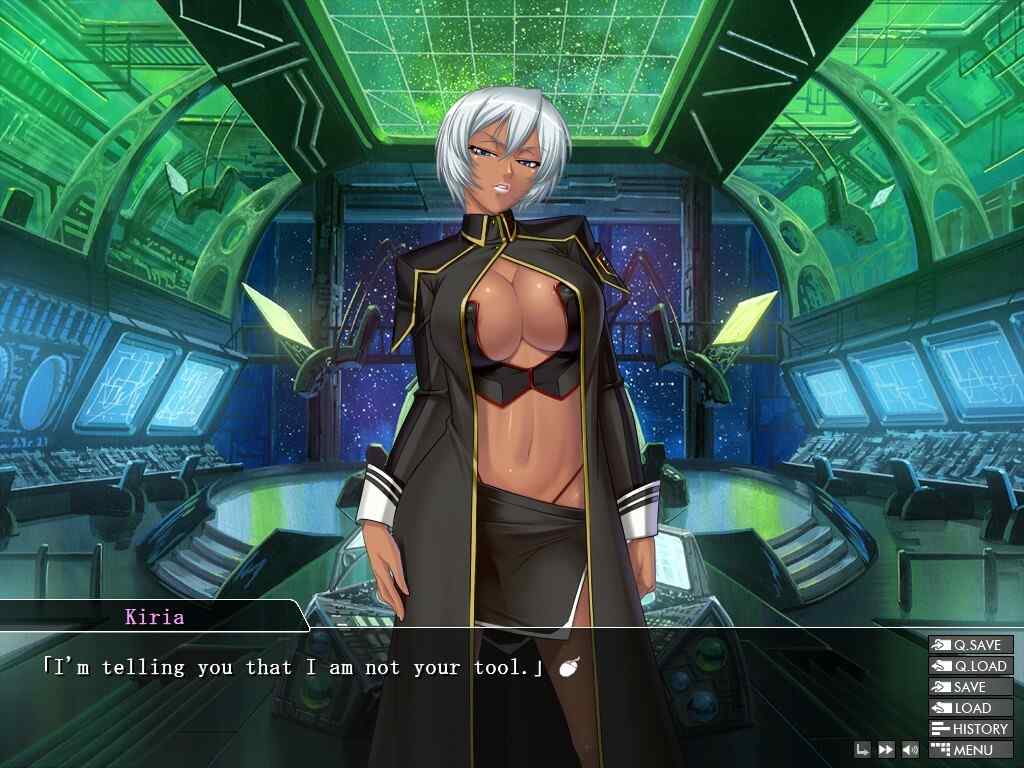 Kiria
「I'm telling you that I am not your tool.」
Q.SAVE
Q.LOAD
SAVE
LOAD
HISTORY
MENU